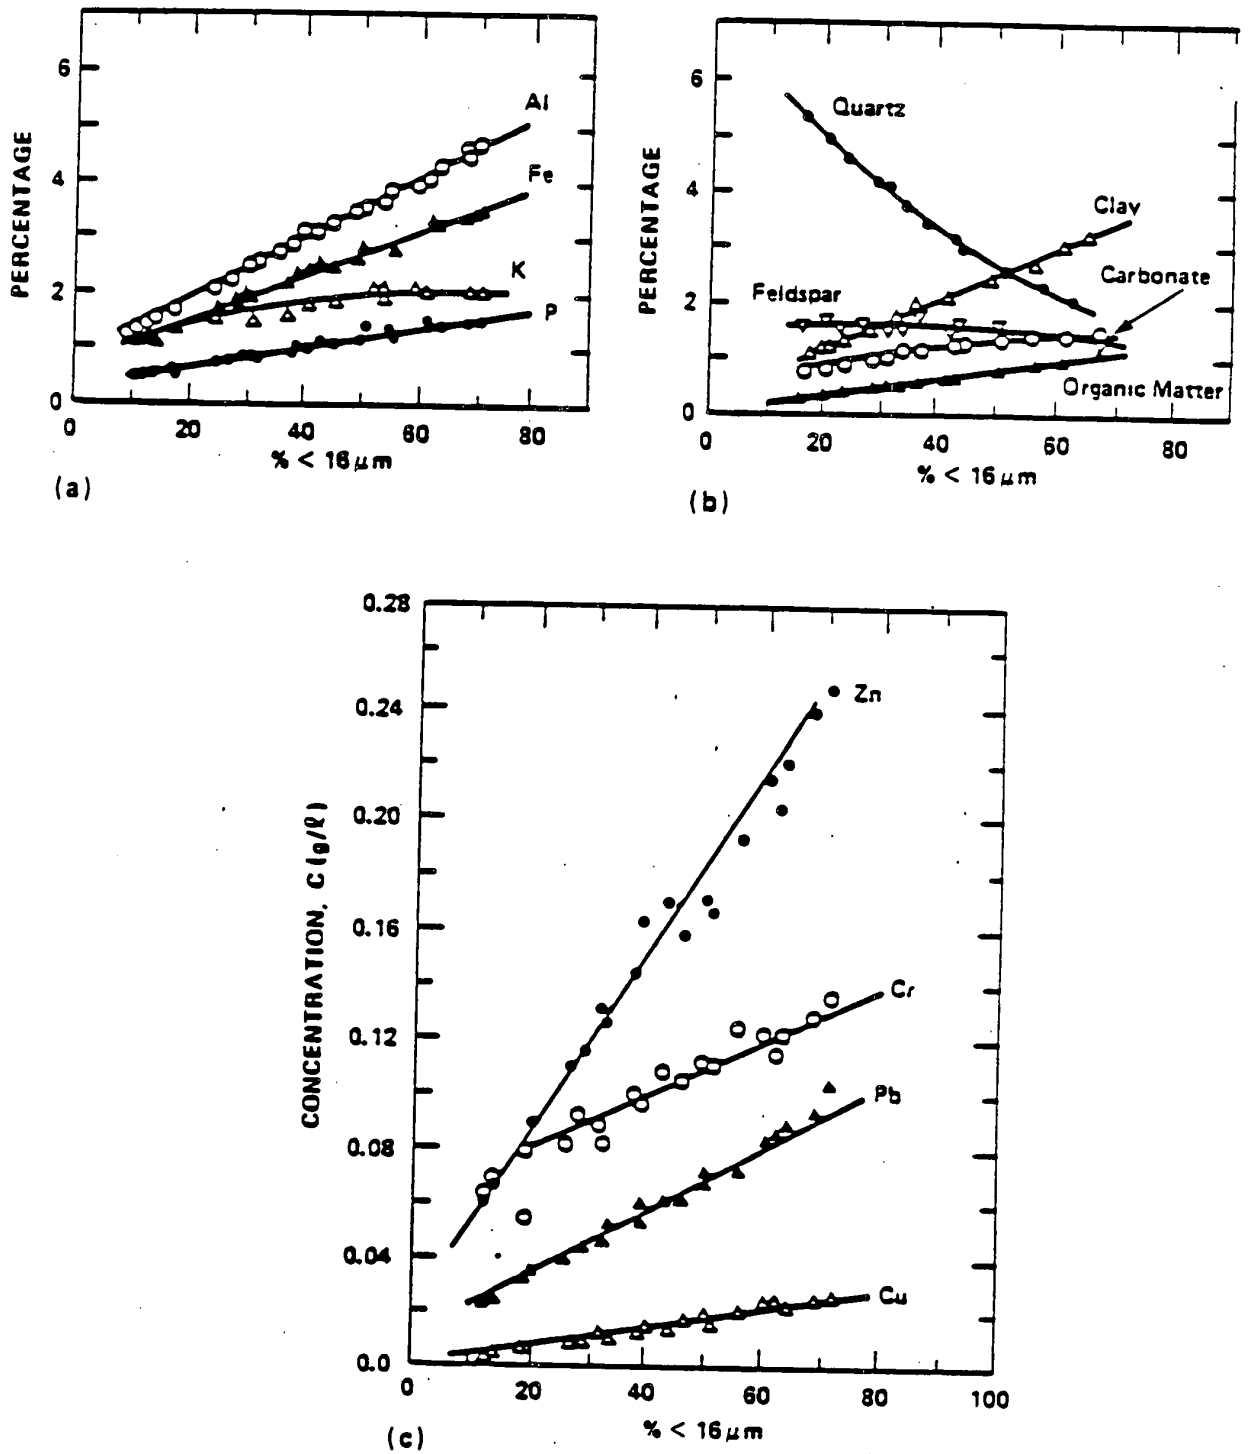 PERCENTAGE
6
4
2
0
Al
Fe
K
P
0 20 40 60 80
% < 16 μm
(a)
PERCENTAGE
6
4
2
0
Quartz
Clay
Carbonate
Feldspar
Organic Matter
0 20 40 60 80
% < 16 μm
(b)
CONCENTRATION, C (g/ℓ)
0.28
0.24
0.20
0.16
0.12
0.08
0.04
0.0
Zn
Cr
Pb
Cu
0 20 40 60 80 100
% < 16 μm
(c)